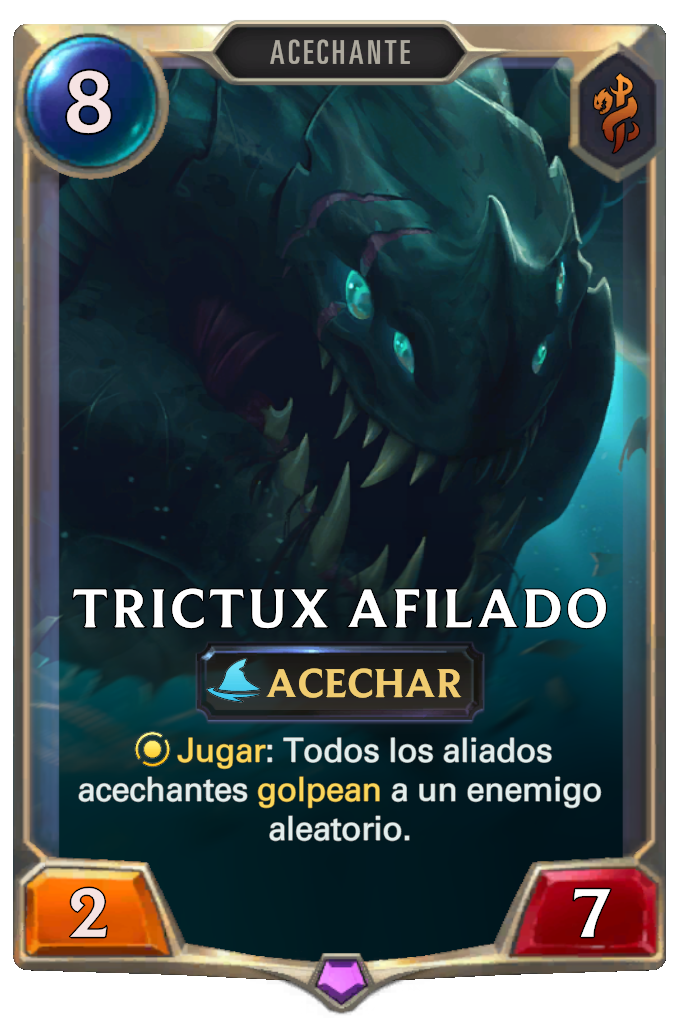 ACECHANTE
8
TRICTUX AFILADO
ACECHAR
Jugar: Todos los aliados
acechantes golpean a un enemigo
aleatorio.
2
7